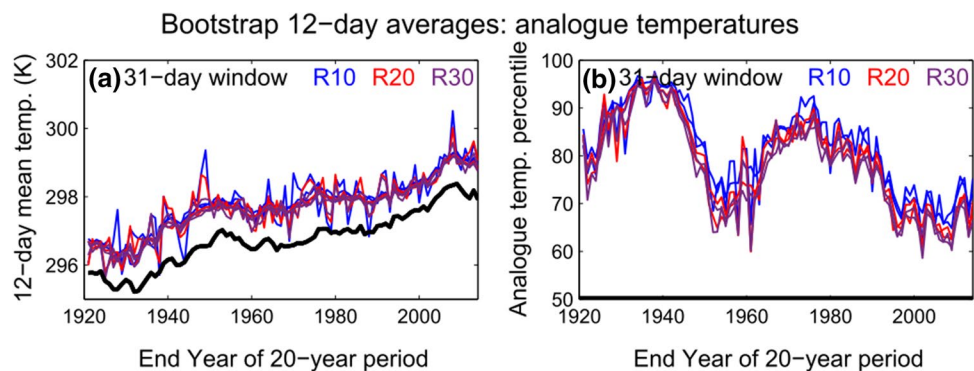 Bootstrap 12−day averages: analogue temperatures
(a) 31−day window R10 R20 R30
12−day mean temp. (K)
302
300
298
296
1920 1940 1960 1980 2000
End Year of 20−year period
(b) 31−day window R10 R20 R30
Analogue temp. percentile
100
90
80
70
60
50
1920 1940 1960 1980 2000
End Year of 20−year period